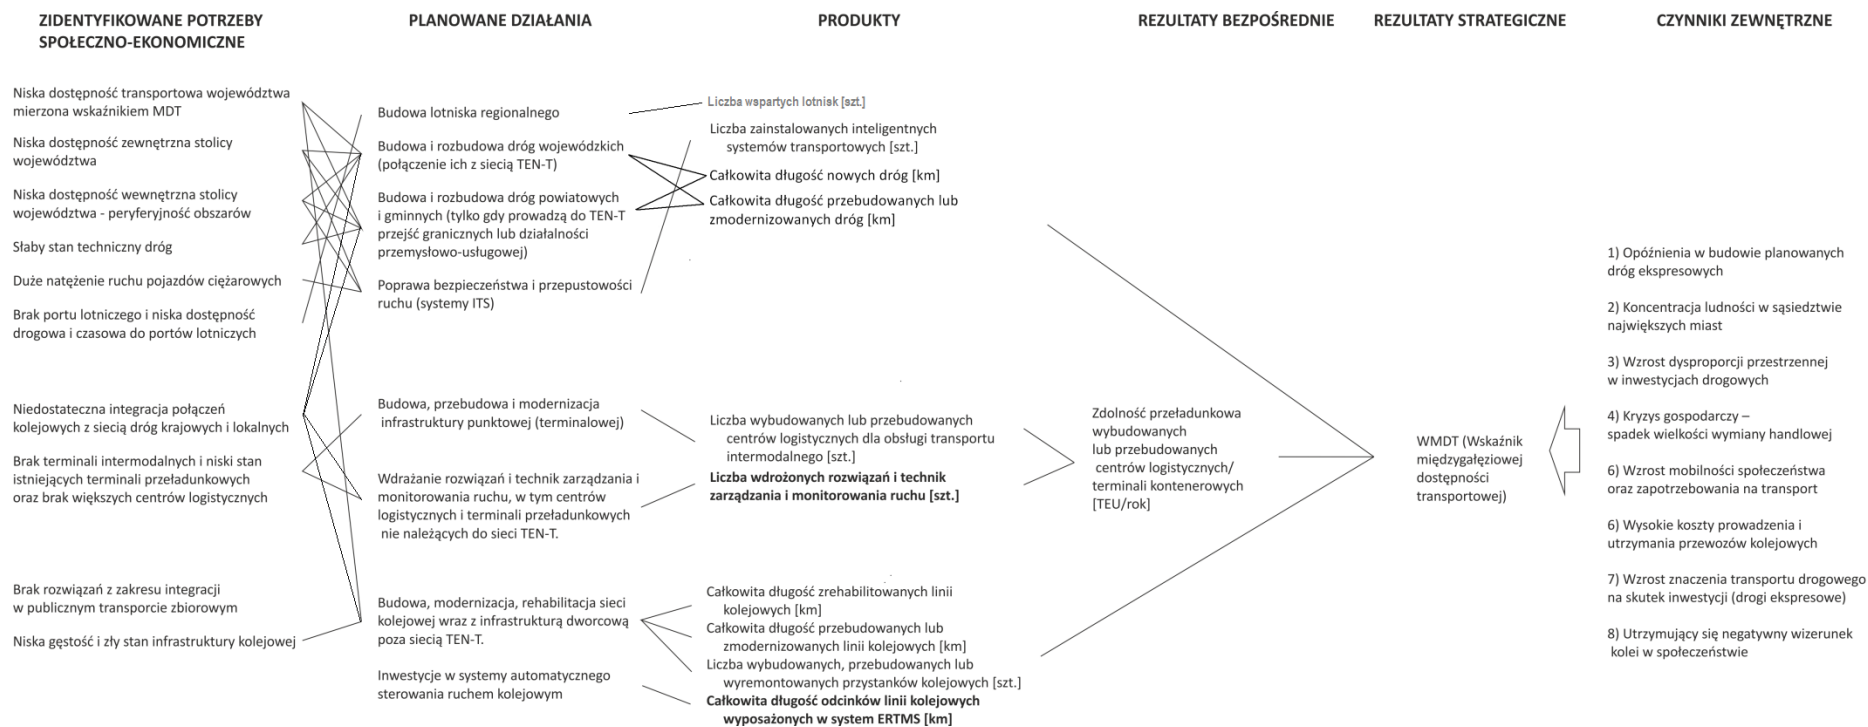 ZIDENTYFIKOWANE POTRZEBY
SPOŁECZNO-EKONOMICZNE
PLANOWANE DZIAŁANIA
PRODUKTY
REZULTATY BEZPOŚREDNIE
REZULTATY STRATEGICZNE
CZYNNIKI ZEWNĘTRZNE
Niska dostępność transportowa województwa
mierzona wskaźnikiem MDT
Niska dostępność zewnętrzna stolicy
województwa
Niska dostępność wewnętrzna stolicy
województwa - peryferyjność obszarów
Słaby stan techniczny dróg
Duże natężenie ruchu pojazdów ciężarowych
Brak portu lotniczego i niska dostępność
drogowa i czasowa do portów lotniczych
Niedostateczna integracja połączeń
kolejowych z siecią dróg krajowych i lokalnych
Brak terminali intermodalnych i niski stan
istniejących terminali przeładunkowych
oraz brak większych centrów logistycznych
Brak rozwiązań z zakresu integracji
w publicznym transporcie zbiorowym
Niska gęstość i zły stan infrastruktury kolejowej
Budowa lotniska regionalnego
Budowa i rozbudowa dróg wojewódzkich
(połączenie ich z siecią TEN-T)
Budowa i rozbudowa dróg powiatowych
i gminnych (tylko gdy prowadzą do TEN-T
przejść granicznych lub działalności
przemysłowo-usługowej)
Poprawa bezpieczeństwa i przepustowości
ruchu (systemy ITS)
Budowa, przebudowa i modernizacja
infrastruktury punktowej (terminalowej)
Wdrażanie rozwiązań i technik zarządzania i
monitorowania ruchu, w tym centrów
logistycznych i terminali przeładunkowych
nie należących do sieci TEN-T.
Budowa, modernizacja, rehabilitacja sieci
kolejowej wraz z infrastrukturą dworcową
poza siecią TEN-T.
Inwestycje w systemy automatycznego
sterowania ruchem kolejowym
Liczba wspartych lotnisk [szt.]
Liczba zainstalowanych inteligentnych
systemów transportowych [szt.]
Całkowita długość nowych dróg [km]
Całkowita długość przebudowanych lub
zmodernizowanych dróg [km]
Liczba wybudowanych lub przebudowanych
centrów logistycznych dla obsługi transportu
intermodalnego [szt.]
Liczba wdrożonych rozwiązań i technik
zarządzania i monitorowania ruchu [szt.]
Całkowita długość zrehabilitowanych linii
kolejowych [km]
Całkowita długość przebudowanych lub
zmodernizowanych linii kolejowych [km]
Liczba wybudowanych, przebudowanych lub
wyremontowanych przystanków kolejowych [szt.]
Całkowita długość odcinków linii kolejowych
wyposażonych w system ERTMS [km]
Zdolność przeładunkowa
wybudowanych
lub przebudowanych
centrów logistycznych/
terminali kontenerowych
[TEU/rok]
WMDT (Wskaźnik
międzygałęziowej
dostępności
transportowej)
1) Opóźnienia w budowie planowanych
dróg ekspresowych
2) Koncentracja ludności w sąsiedztwie
największych miast
3) Wzrost dysproporcji przestrzennej
w inwestycjach drogowych
4) Kryzys gospodarczy –
spadek wielkości wymiany handlowej
6) Wzrost mobilności społeczeństwa
oraz zapotrzebowania na transport
6) Wysokie koszty prowadzenia i
utrzymania przewozów kolejowych
7) Wzrost znaczenia transportu drogowego
na skutek inwestycji (drogi ekspresowe)
8) Utrzymujący się negatywny wizerunek
kolei w społeczeństwie